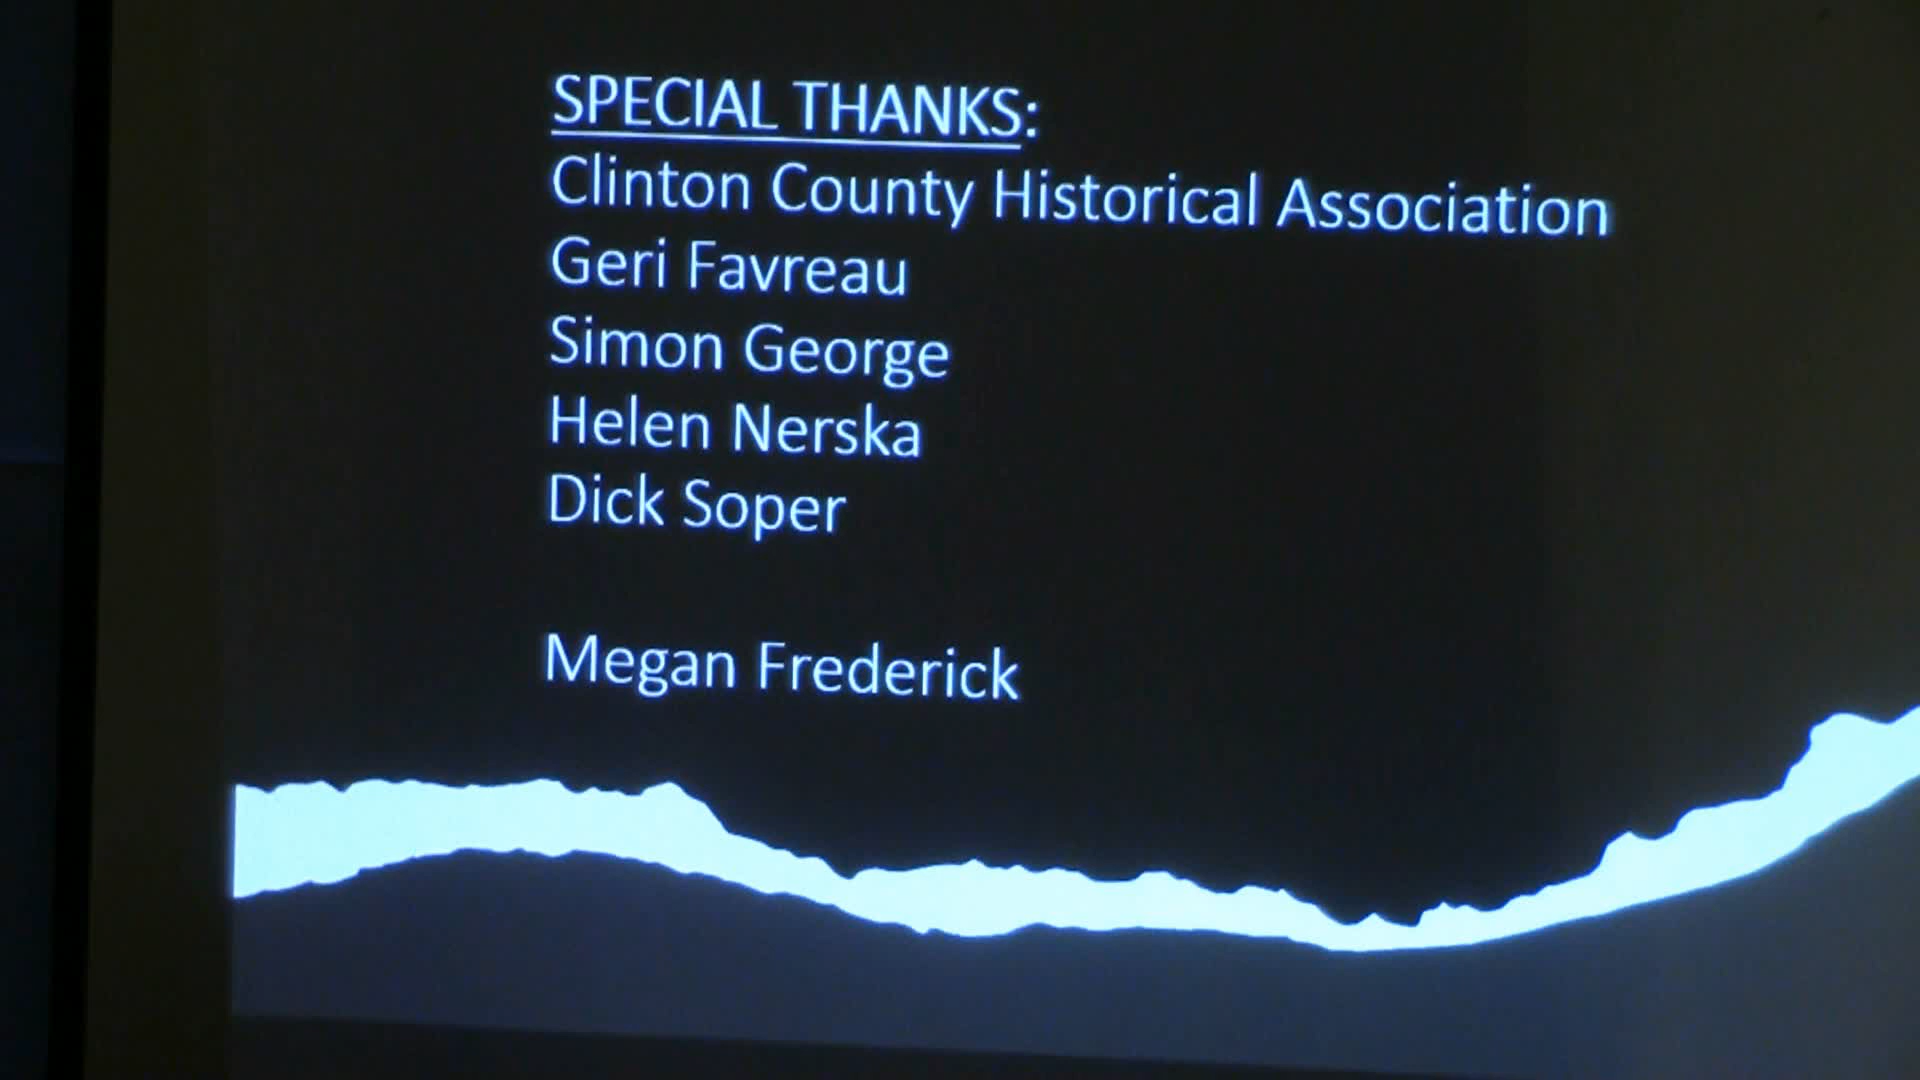 SPECIAL THANKS:
Clinton County Historical Association
Geri Favreau
Simon George
Helen Nerska
Dick Soper
Megan Frederick